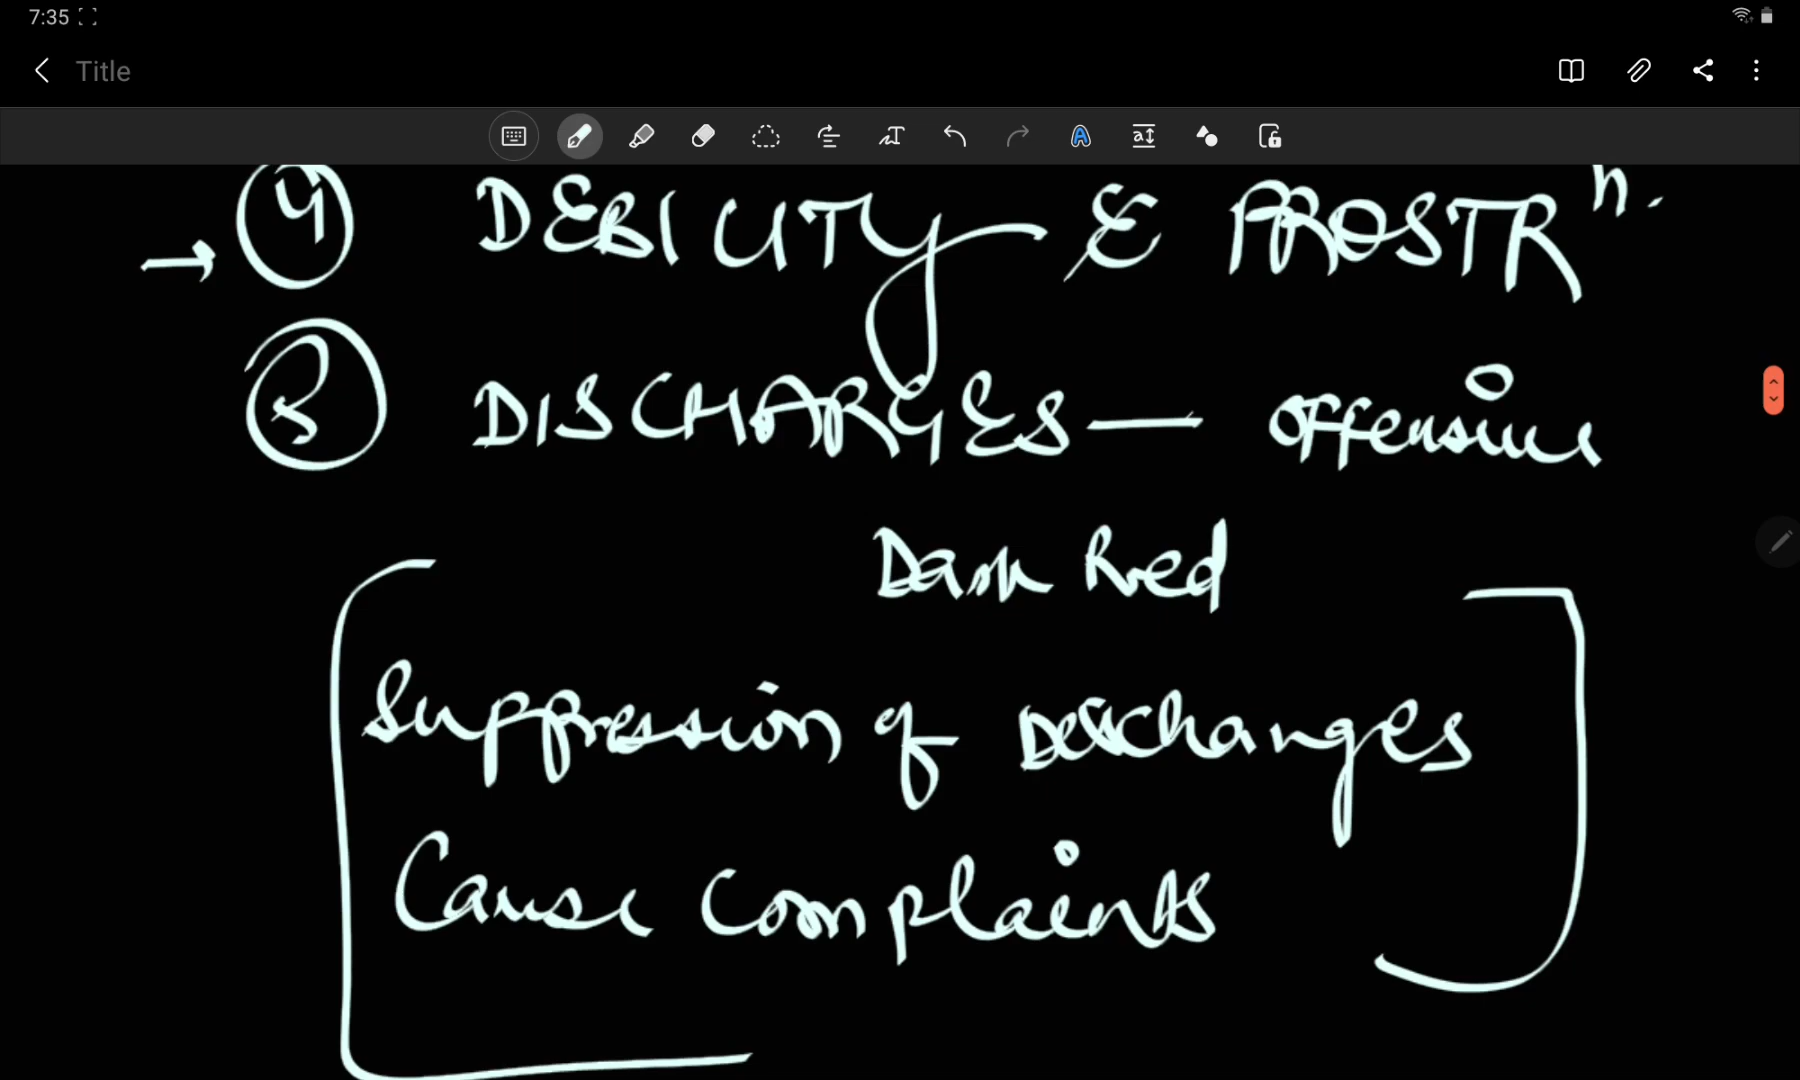 7:35
Title
④ DEBILITY & PROSTRⁿ.
⑤ DISCHARGES — Offensive
Dark Red
Suppression of Discharges
Cause Complaints